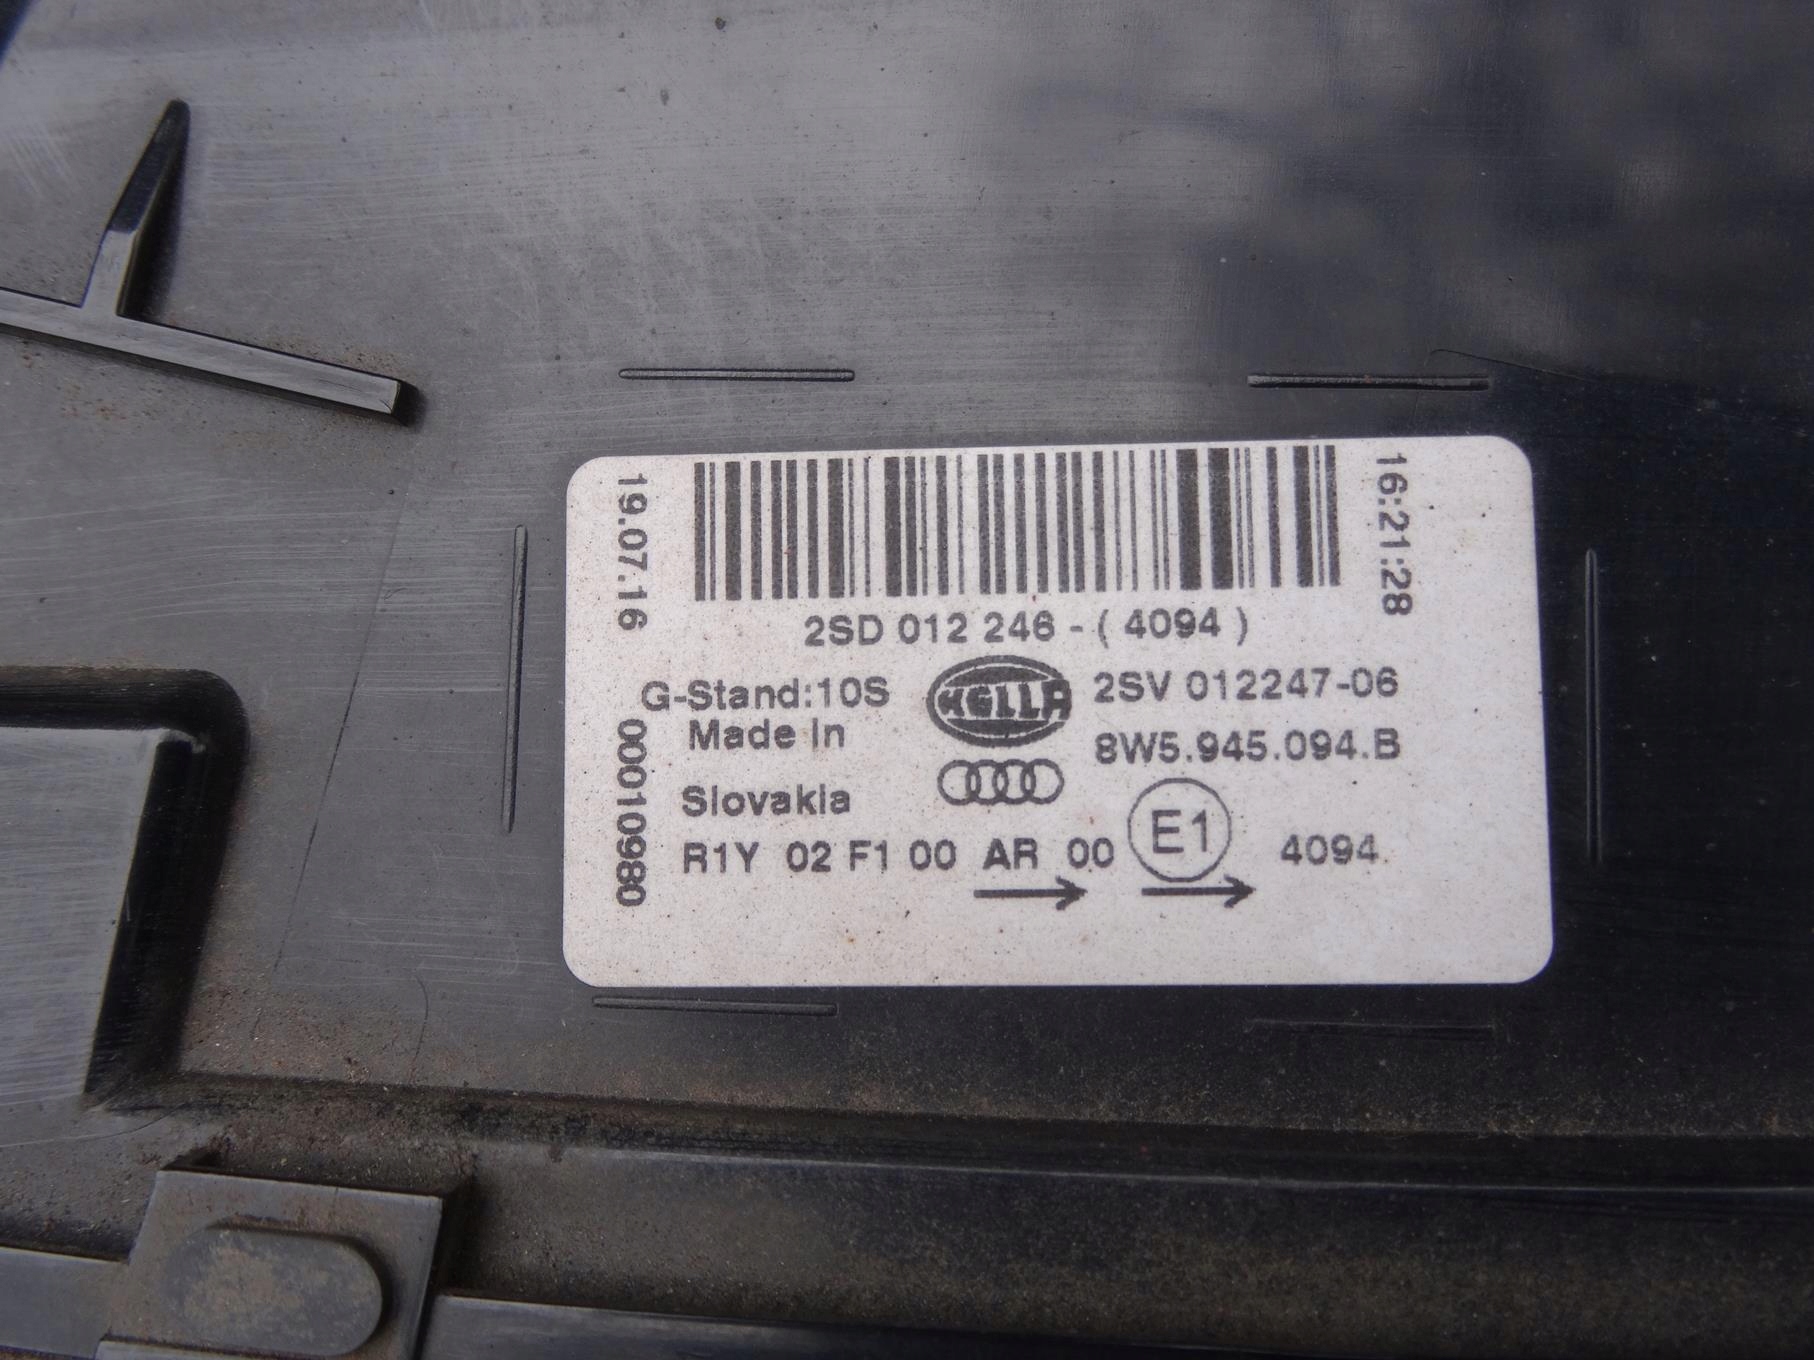 19.07.16
16:21:28
2SD 012 246 - ( 4094 )
G-Stand:10S
HELLA
2SV 012247-06
Made in
8W5.945.094.B
00010980
Slovakia
R1Y 02 F1 00 AR 00 E1 4094